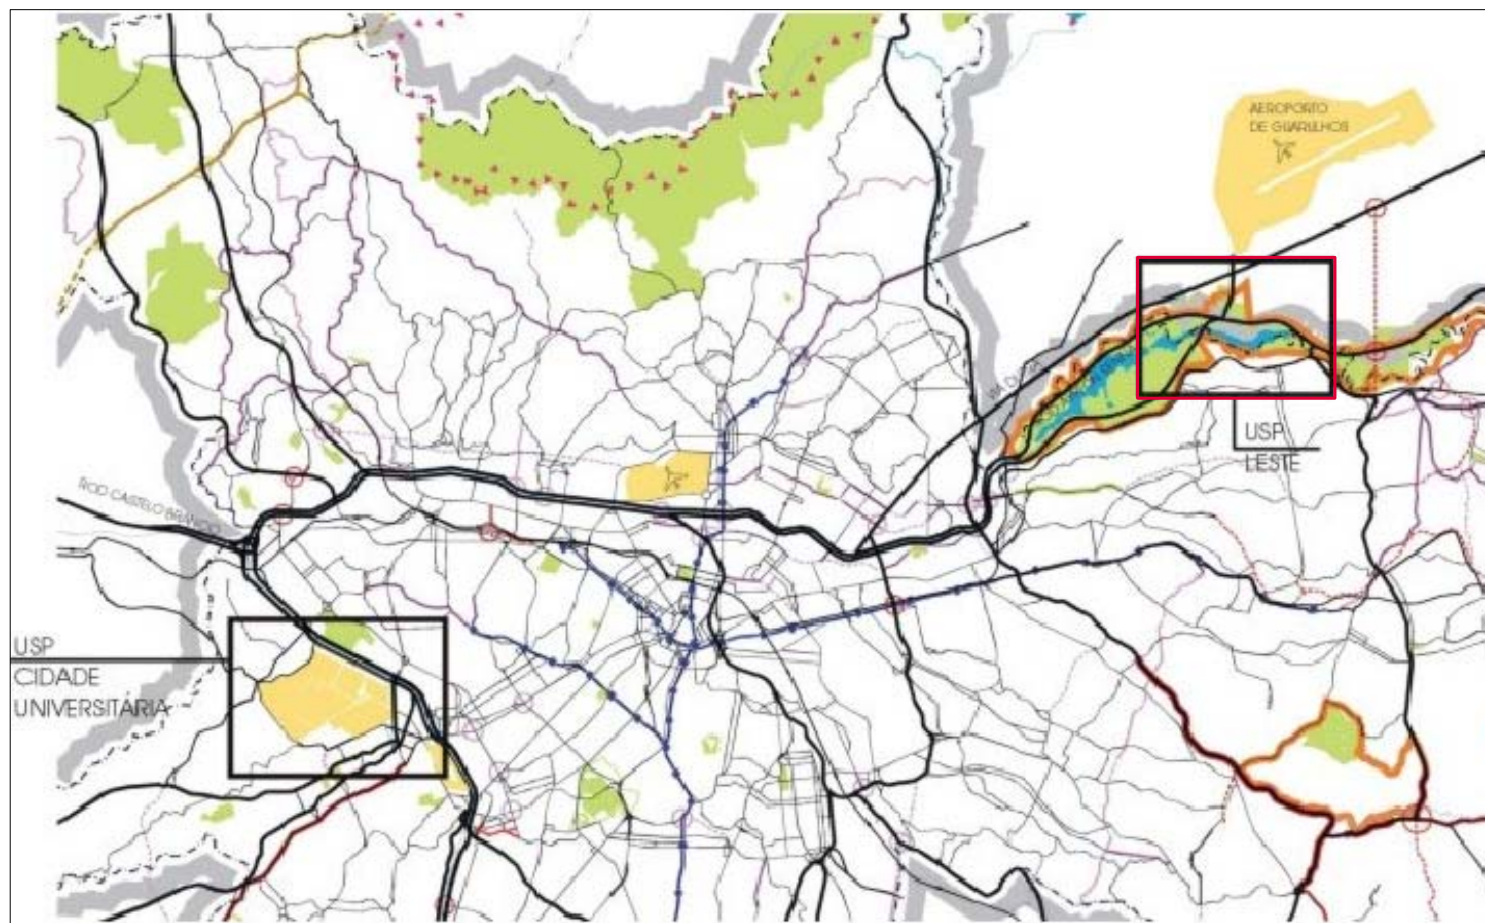 AEROPORTO
DE GUARULHOS
USP
LESTE
ROD CASTELO BRANCO
USP
CIDADE
UNIVERSITÁRIA